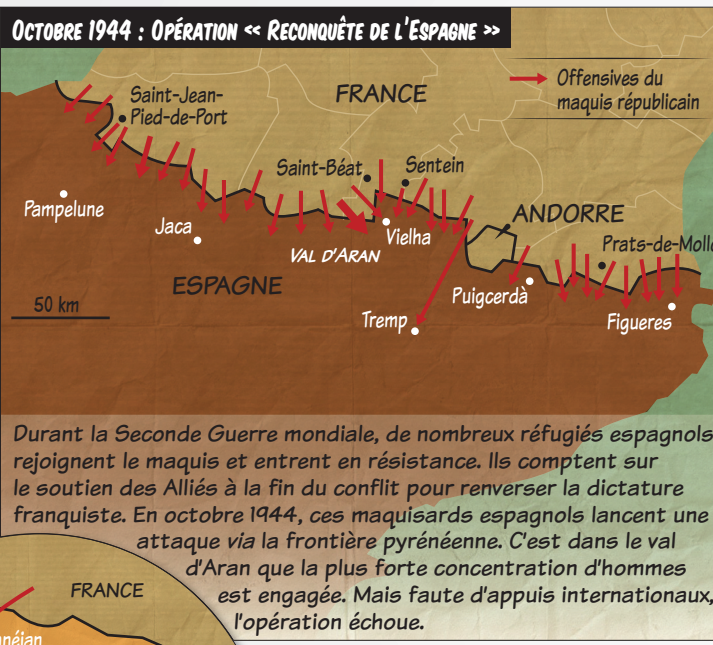 OCTOBRE 1944 : OPÉRATION « RECONQUÊTE DE L'ESPAGNE »
Offensives du
maquis républicain
FRANCE
Saint-Jean-
Pied-de-Port
Saint-Béat
Sentein
Pampelune
Jaca
VAL D'ARAN
Vielha
ANDORRE
Prats-de-Mollo
ESPAGNE
Puigcerdà
50 km
Tremp
Figueres
Durant la Seconde Guerre mondiale, de nombreux réfugiés espagnols
rejoignent le maquis et entrent en résistance. Ils comptent sur
le soutien des Alliés à la fin du conflit pour renverser la dictature
franquiste. En octobre 1944, ces maquisards espagnols lancent une
attaque via la frontière pyrénéenne. C'est dans le val
d'Aran que la plus forte concentration d'hommes
est engagée. Mais faute d'appuis internationaux,
l'opération échoue.
FRANCE